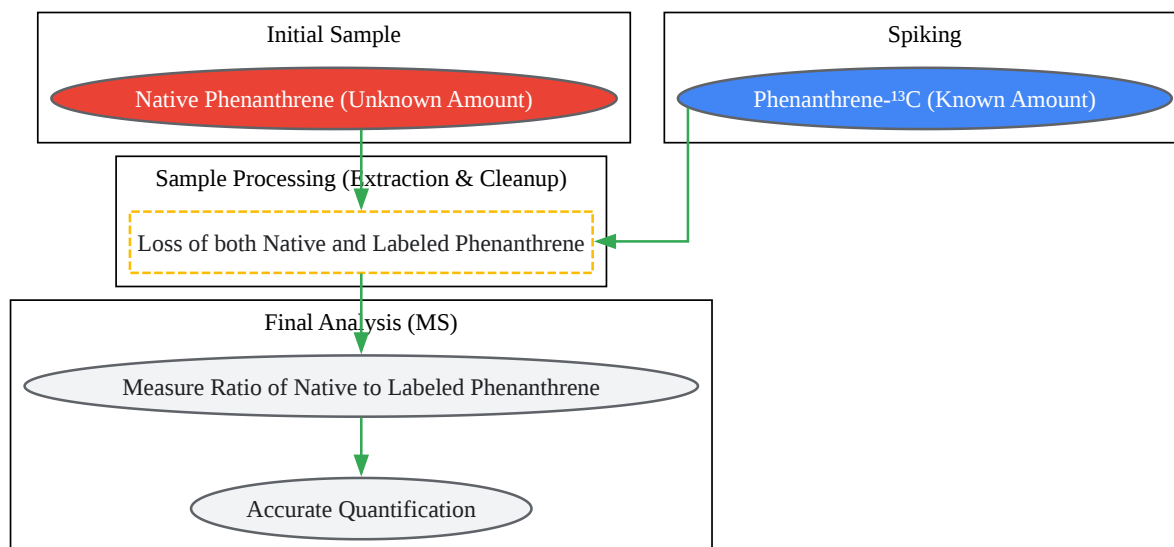 Initial Sample
Spiking
Native Phenanthrene (Unknown Amount)
Phenanthrene-¹³C (Known Amount)
Sample Processing (Extraction & Cleanup)
Loss of both Native and Labeled Phenanthrene
Final Analysis (MS)
Measure Ratio of Native to Labeled Phenanthrene
Accurate Quantification